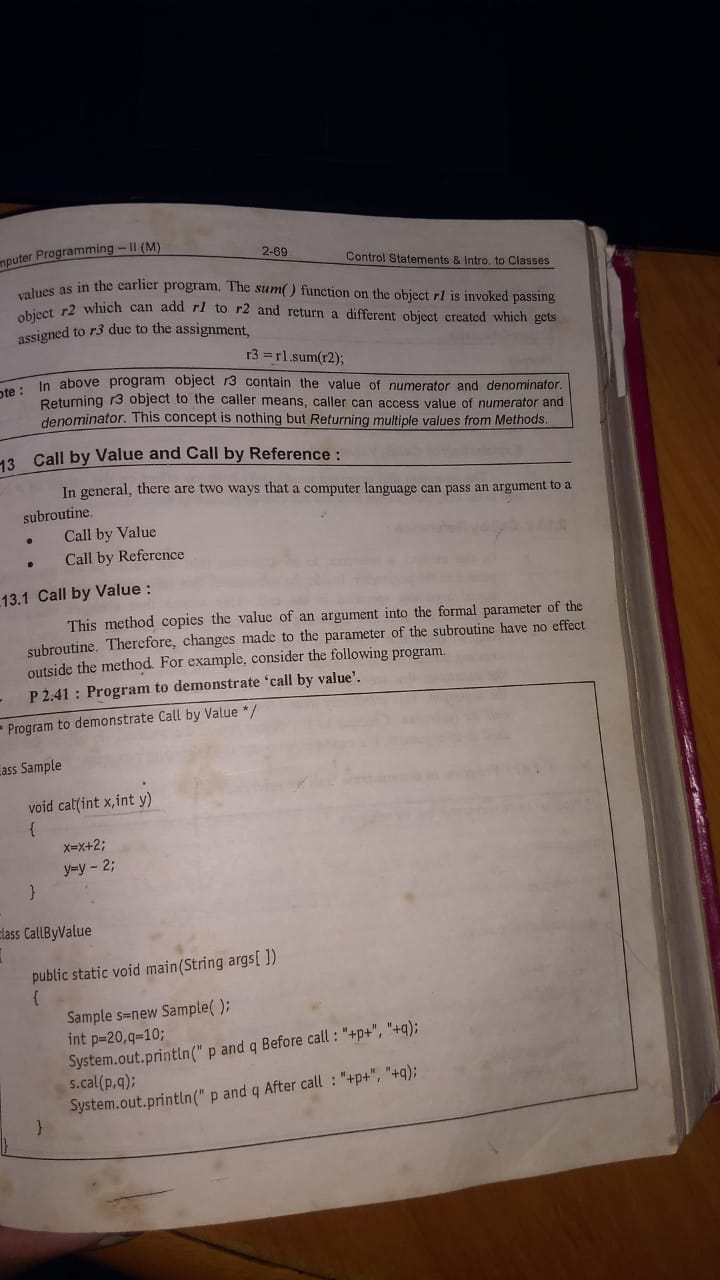 mputer Programming – II (M) 2-69 Control Statements & Intro. to Classes
values as in the earlier program. The sum( ) function on the object r1 is invoked passing
object r2 which can add r1 to r2 and return a different object created which gets
assigned to r3 due to the assignment,
r3 = r1.sum(r2);
ote : In above program object r3 contain the value of numerator and denominator.
Returning r3 object to the caller means, caller can access value of numerator and
denominator. This concept is nothing but Returning multiple values from Methods.
13 Call by Value and Call by Reference :
In general, there are two ways that a computer language can pass an argument to a
subroutine.
• Call by Value
• Call by Reference
.13.1 Call by Value :
This method copies the value of an argument into the formal parameter of the
subroutine. Therefore, changes made to the parameter of the subroutine have no effect
outside the method. For example, consider the following program.
P 2.41 : Program to demonstrate ‘call by value’.
* Program to demonstrate Call by Value */
lass Sample
void cal(int x,int y)
{
x=x+2;
y=y – 2;
}
class CallByValue
{
public static void main(String args[ ])
{
Sample s=new Sample( );
int p=20,q=10;
System.out.println(" p and q Before call : "+p+", "+q);
s.cal(p,q);
System.out.println(" p and q After call : "+p+", "+q);
}
}